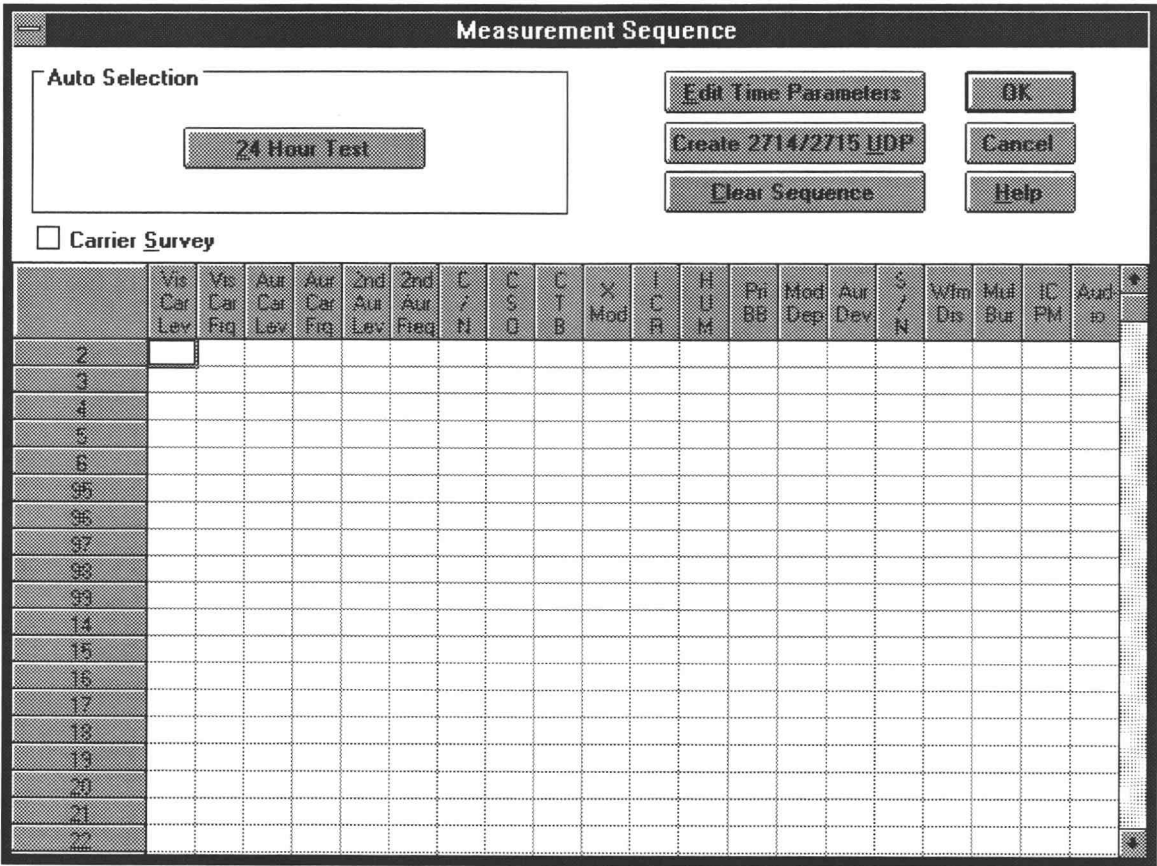 Measurement Sequence
Auto Selection
24 Hour Test
Edit Time Parameters
OK
Create 2714/2715 UDP
Cancel
Clear Sequence
Help
Carrier Survey
Vis Car Lev
Vis Car Frq
Aur Car Lev
Aur Car Frq
2nd Aur Lev
2nd Aur Freq
C / N
C S O
C T B
X Mod
I C R
H U M
Pri BB
Mod Dep
Aur Dev
S / N
Wfm Dis
Mul Bur
IC PM
Aud- io
2
3
4
5
6
95
96
97
98
99
14
15
16
17
18
19
20
21
22